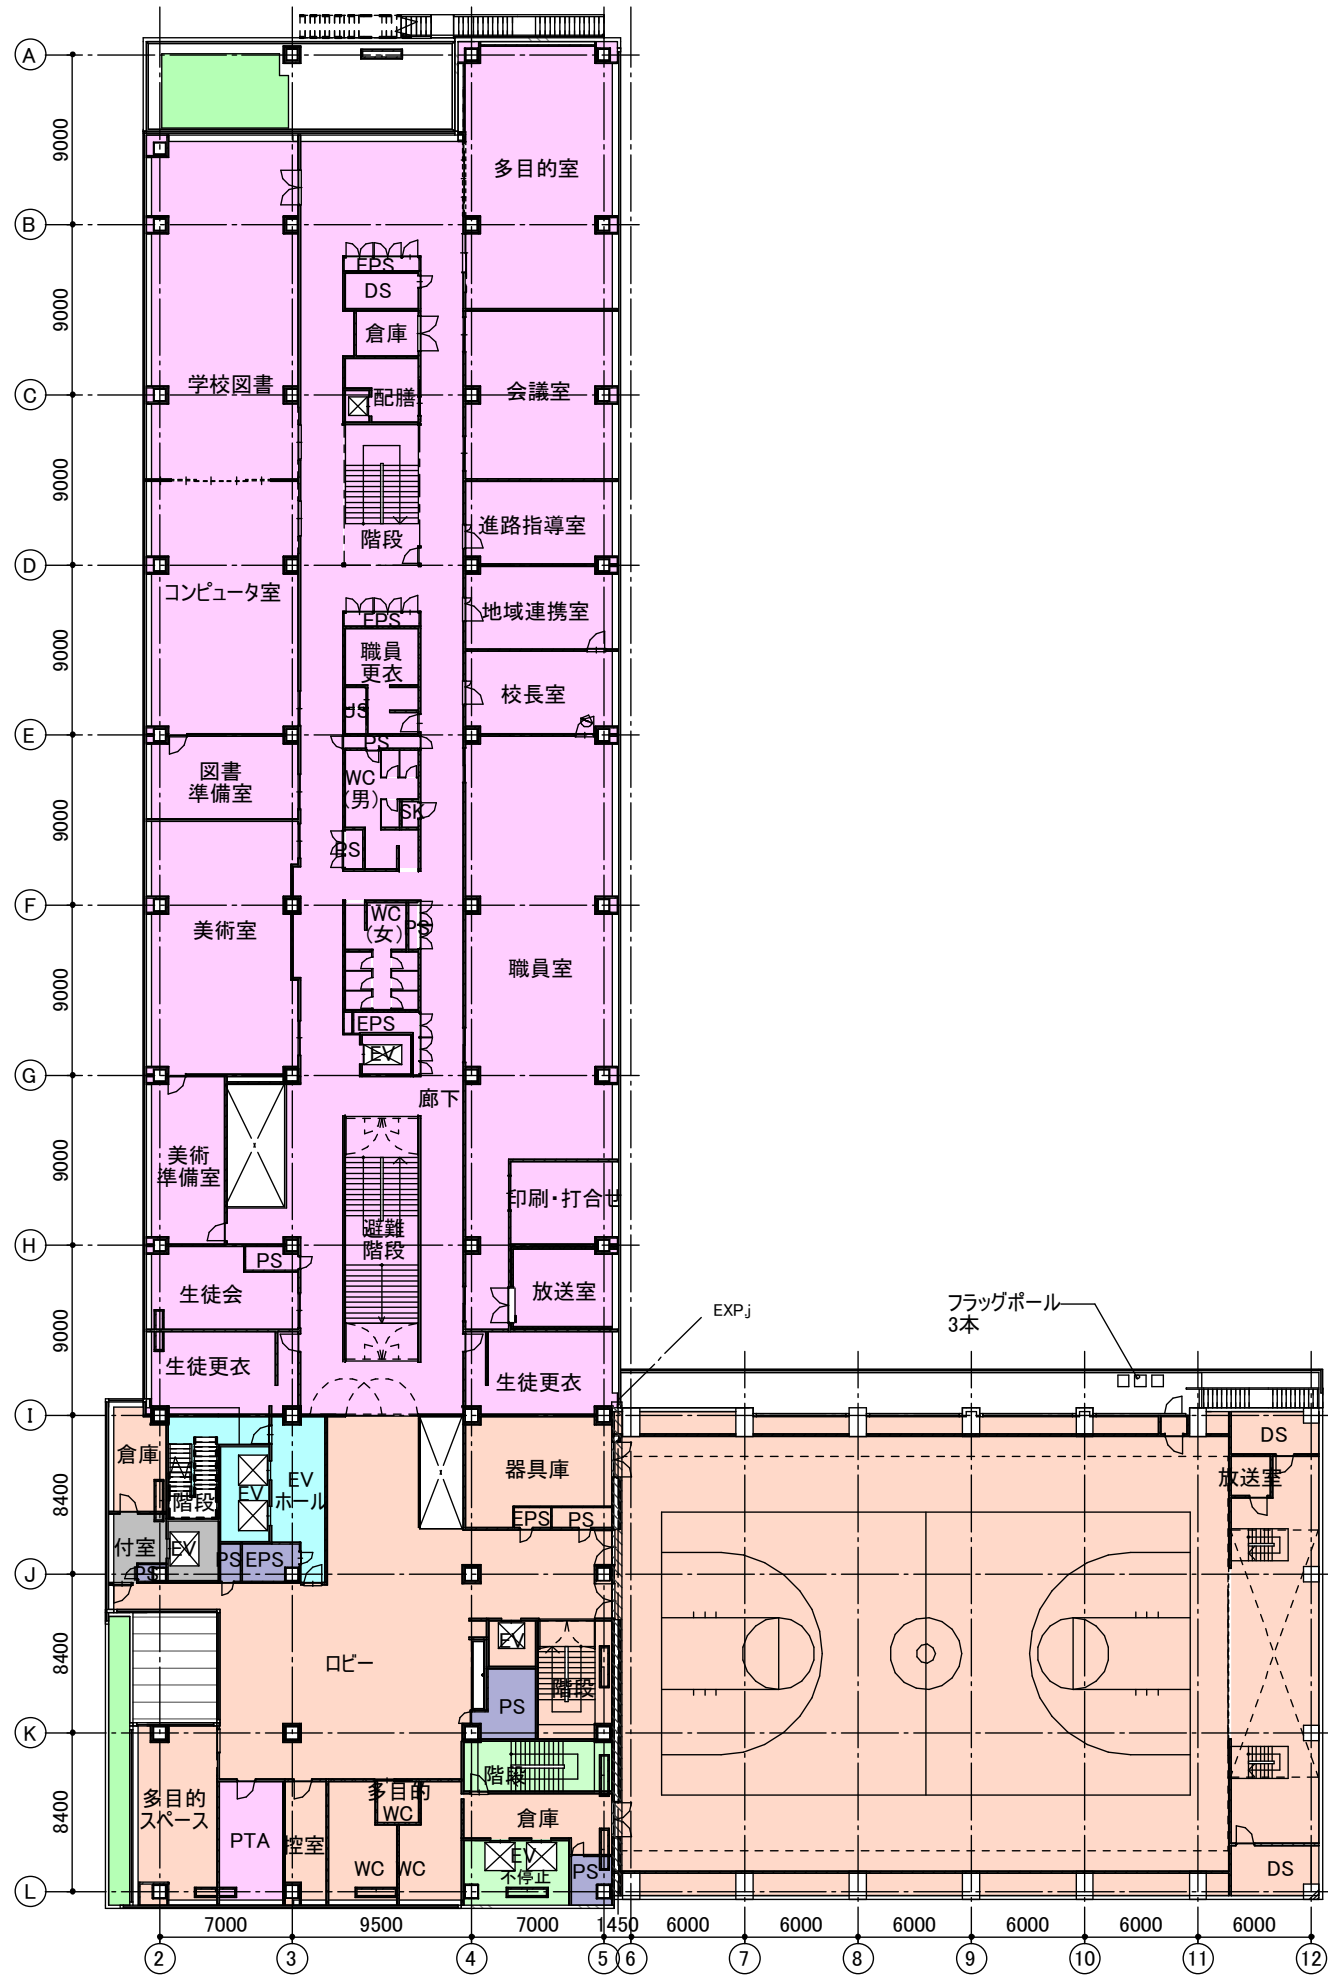 A
9000
多目的室
B
EPS
DS
9000
倉庫
学校図書
会議室
C
配膳
9000
進路指導室
階段
D
コンピュータ室
EPS
地域連携室
9000
職員
更衣
校長室
E
PS
図書
準備室
WC
(男)
SK
9000
PS
F
WC
(女)
PS
美術室
職員室
9000
EPS
EV
G
廊下
9000
美術
準備室
印刷・打合せ
避難
階段
H
PS
生徒会
放送室
EXP.j
フラッグポール
3本
9000
生徒更衣
生徒更衣
I
倉庫
DS
器具庫
放送室
EV
EV
ホール
8400
階段
EPS
PS
付室
EV
PS
EPS
PS
J
EV
8400
ロビー
階段
PS
K
階段
多目的
スペース
多目的
WC
倉庫
8400
PTA
控室
EV
不停止
WC
WC
PS
DS
L
7000
95500
7000
1450
6000
6000
6000
6000
6000
6000
2
3
4
5
6
7
8
9
10
11
12